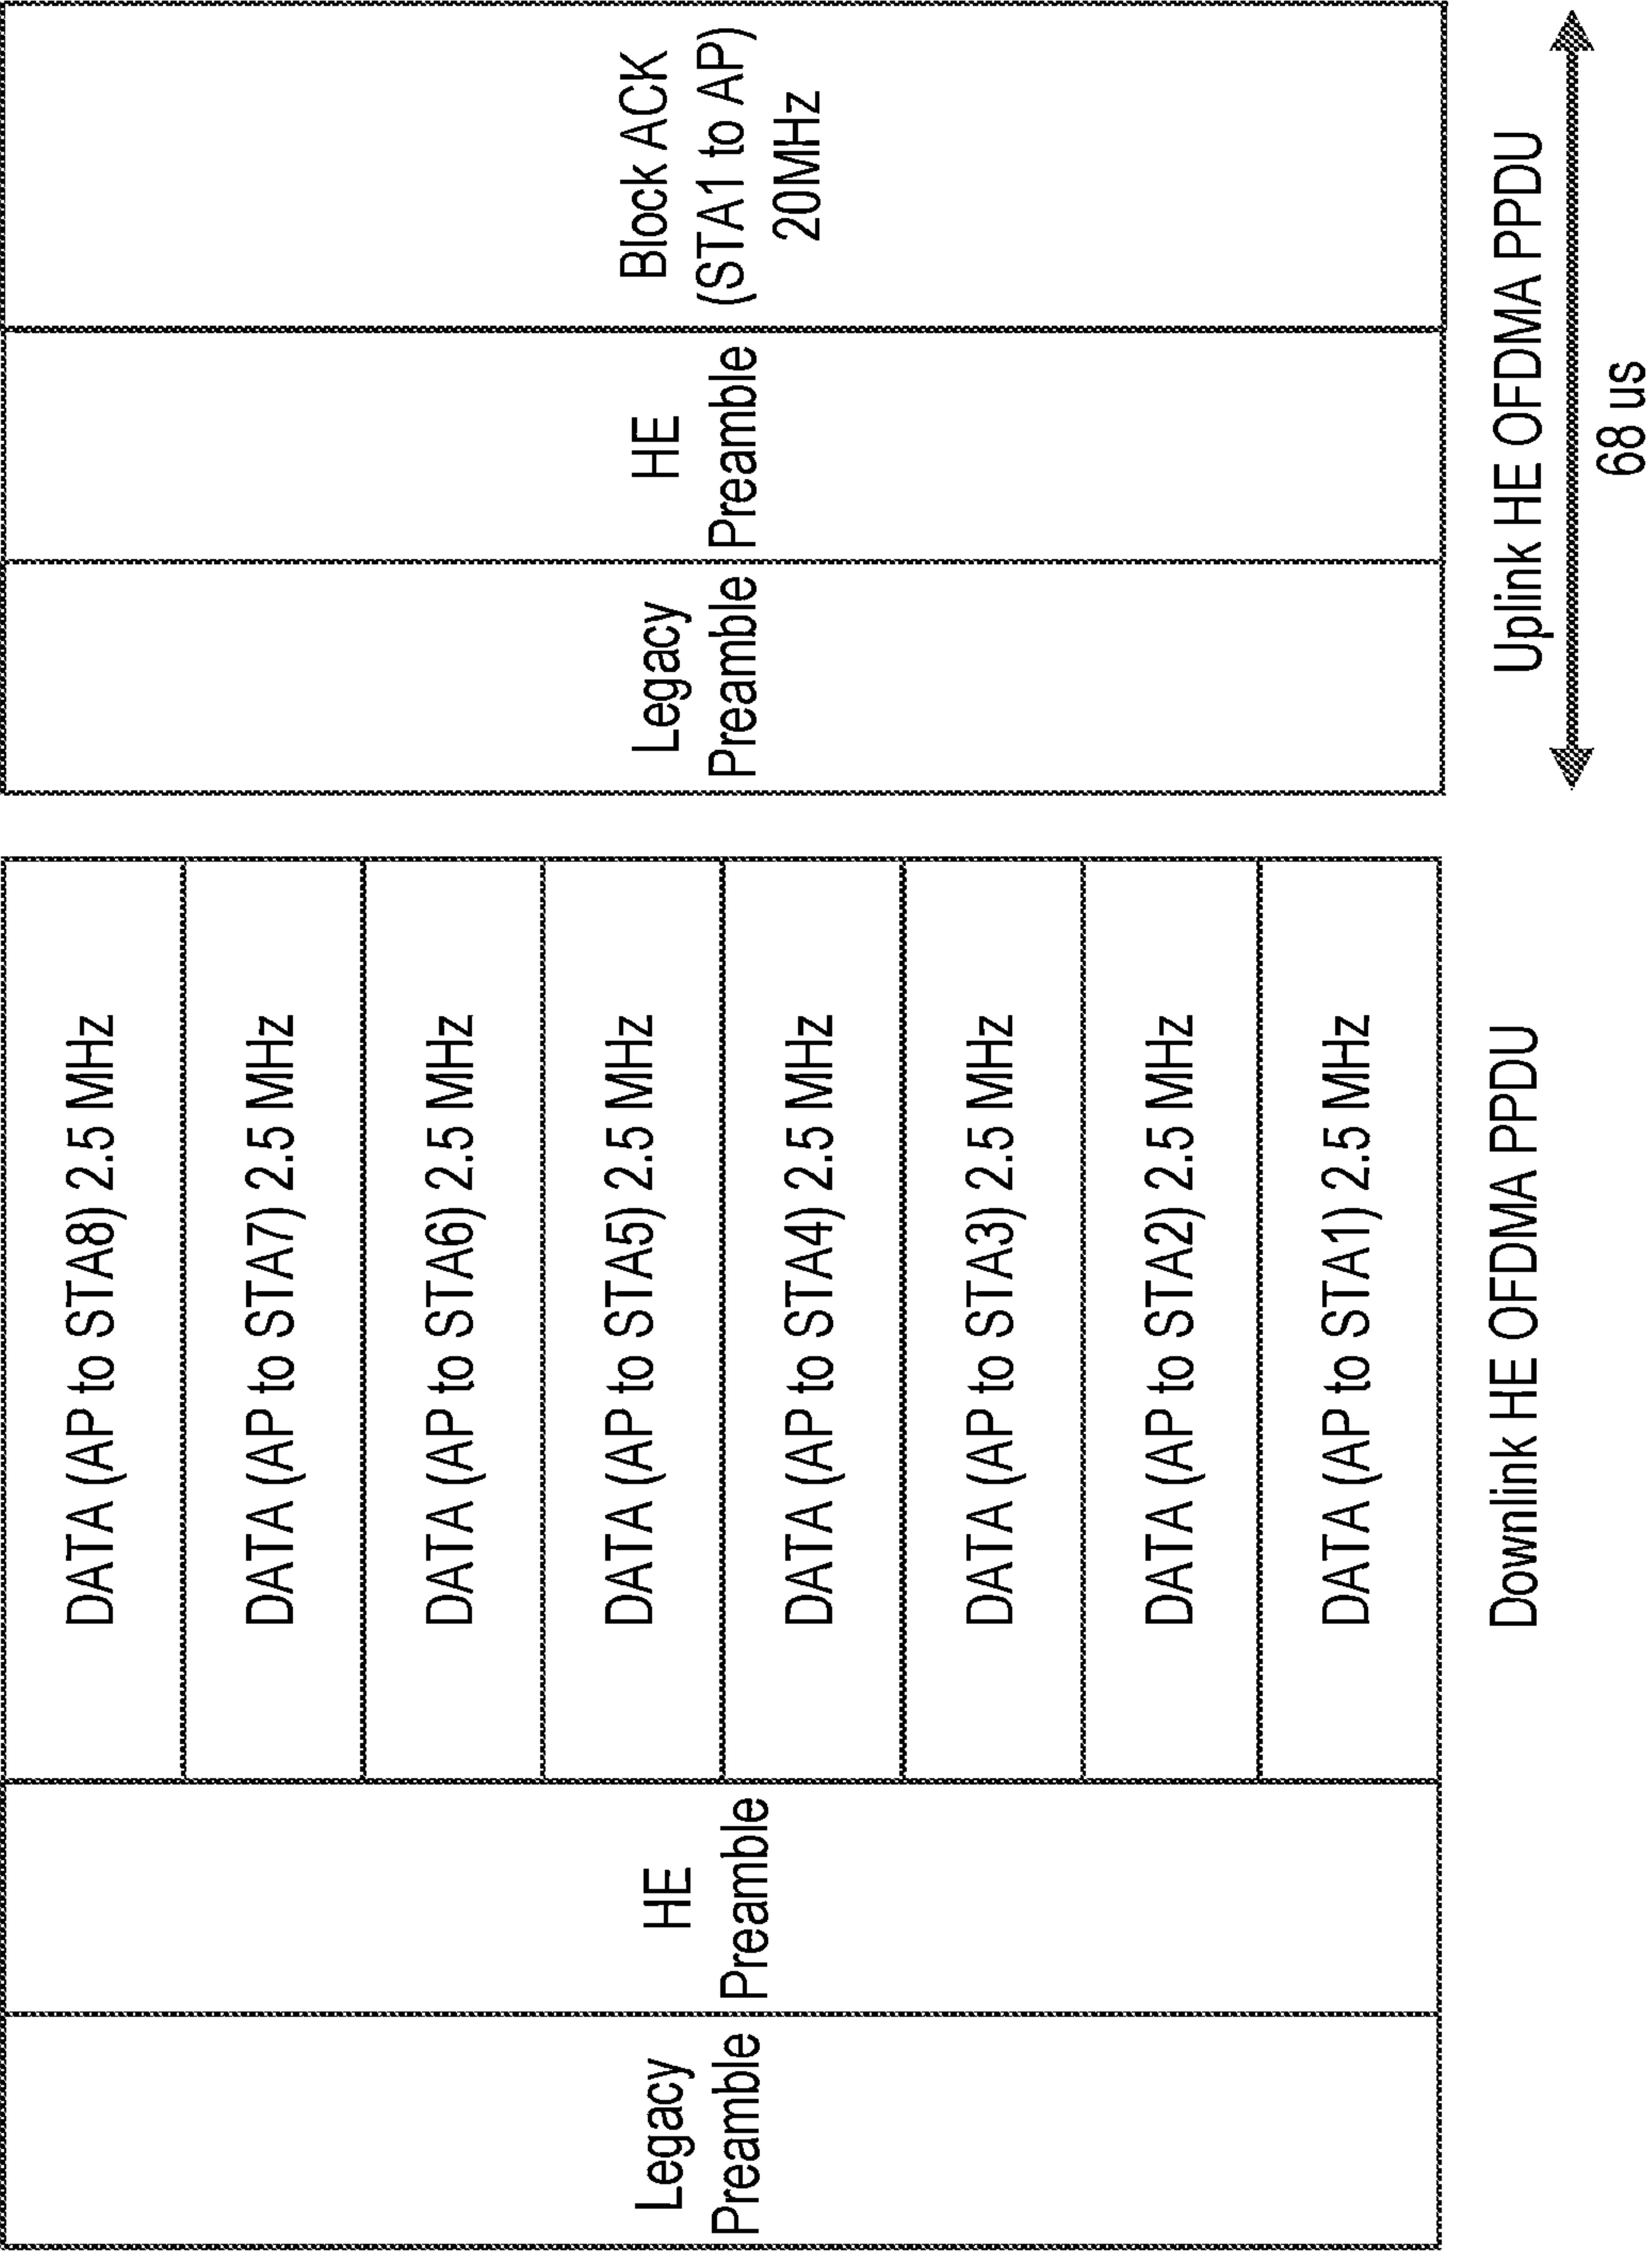 Legacy
Preamble
HE
Preamble
DATA (AP to STA8) 2.5 MHz
DATA (AP to STA7) 2.5 MHz
DATA (AP to STA6) 2.5 MHz
DATA (AP to STA5) 2.5 MHz
DATA (AP to STA4) 2.5 MHz
DATA (AP to STA3) 2.5 MHz
DATA (AP to STA2) 2.5 MHz
DATA (AP to STA1) 2.5 MHz
Downlink HE OFDMA PPDU
Legacy
Preamble
HE
Preamble
Block ACK
(STA1 to AP)
20MHz
Uplink HE OFDMA PPDU
68 us